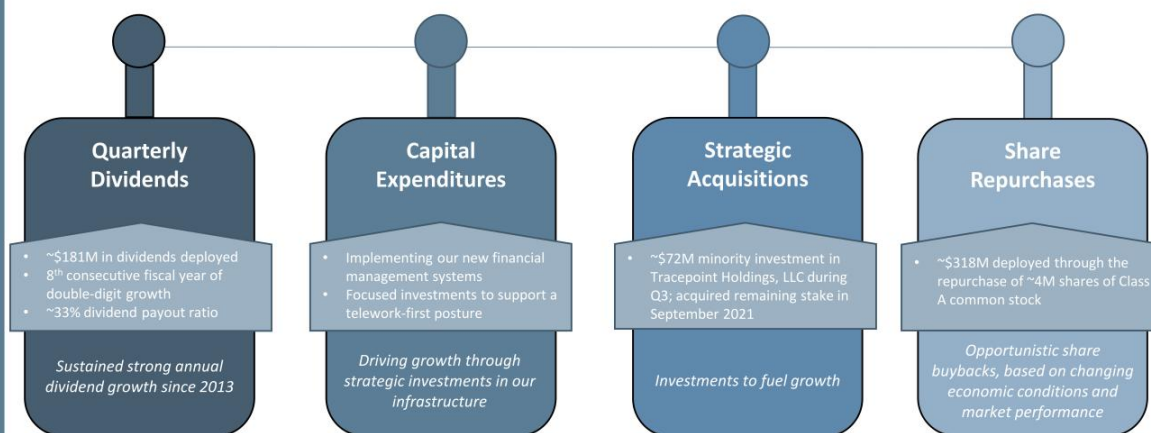 Quarterly
Dividends
• ~$181M in dividends deployed
• 8th consecutive fiscal year of
double-digit growth
• ~33% dividend payout ratio
Sustained strong annual
dividend growth since 2013
Capital
Expenditures
• Implementing our new financial
management systems
• Focused investments to support a
telework-first posture
Driving growth through
strategic investments in our
infrastructure
Strategic
Acquisitions
• ~$72M minority investment in
Tracepoint Holdings, LLC during
Q3; acquired remaining stake in
September 2021
Investments to fuel growth
Share
Repurchases
• ~$318M deployed through the
repurchase of ~4M shares of Class
A common stock
Opportunistic share
buybacks, based on changing
economic conditions and
market performance